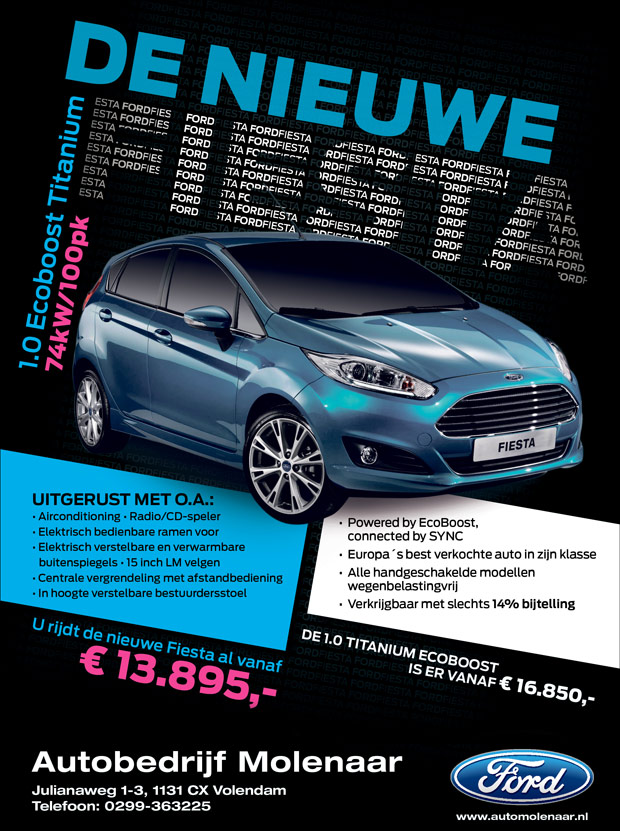 DE NIEUWE
FIESTA
1.0 Ecoboost Titanium
74kW/100pk
FIESTA
UITGERUST MET O.A.:
· Airconditioning · Radio/CD-speler
· Elektrisch bedienbare ramen voor
· Elektrisch verstelbare en verwarmbare
buitenspiegels · 15 inch LM velgen
· Centrale vergrendeling met afstandbediening
· In hoogte verstelbare bestuurdersstoel
· Powered by EcoBoost,
connected by SYNC
· Europa´s best verkochte auto in zijn klasse
· Alle handgeschakelde modellen
wegenbelastingvrij
· Verkrijgbaar met slechts 14% bijtelling
U rijdt de nieuwe Fiesta al vanaf
€ 13.895,-
DE 1.0 TITANIUM ECOBOOST
IS ER VANAF € 16.850,-
Autobedrijf Molenaar
Julianaweg 1-3, 1131 CX Volendam
Telefoon: 0299-363225
Ford
www.automolenaar.nl